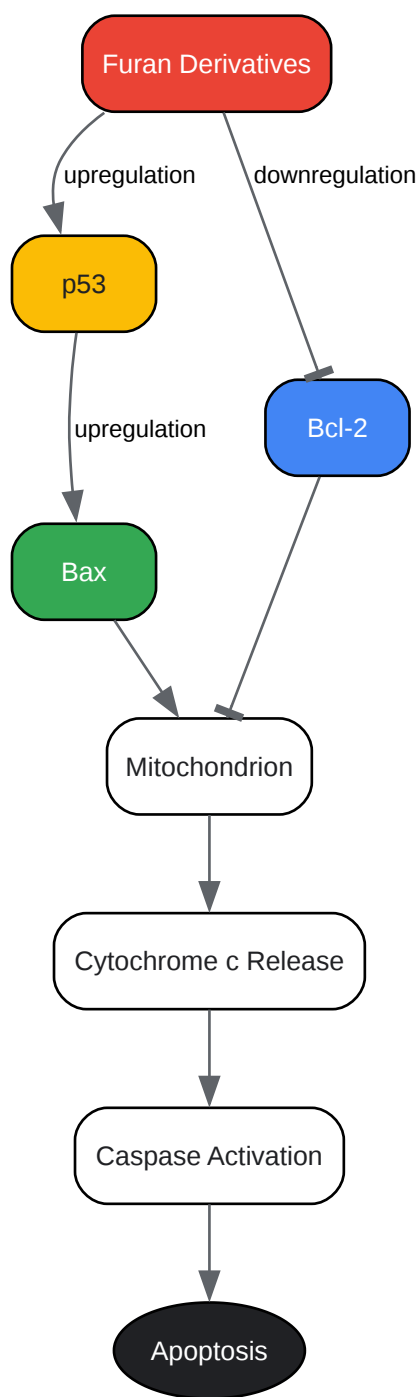 Furan Derivatives
upregulation
downregulation
p53
upregulation
Bcl-2
Bax
Mitochondrion
Cytochrome c Release
Caspase Activation
Apoptosis